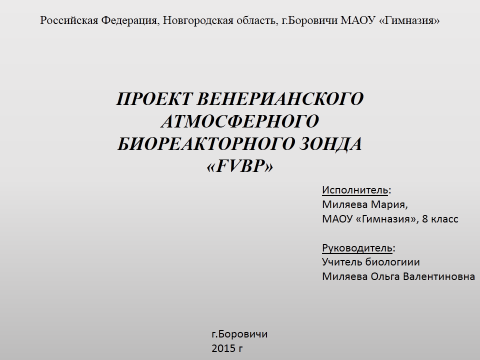 Российская Федерация, Новгородская область, г.Боровичи МАОУ «Гимназия»
ПРОЕКТ ВЕНЕРИАНСКОГО
АТМОСФЕРНОГО
БИОРЕАКТОРНОГО ЗОНДА
«FVBP»
Исполнитель:
Миляева Мария,
МАОУ «Гимназия», 8 класс
Руководитель:
Учитель биологиии
Миляева Ольга Валентиновна
г.Боровичи
2015 г